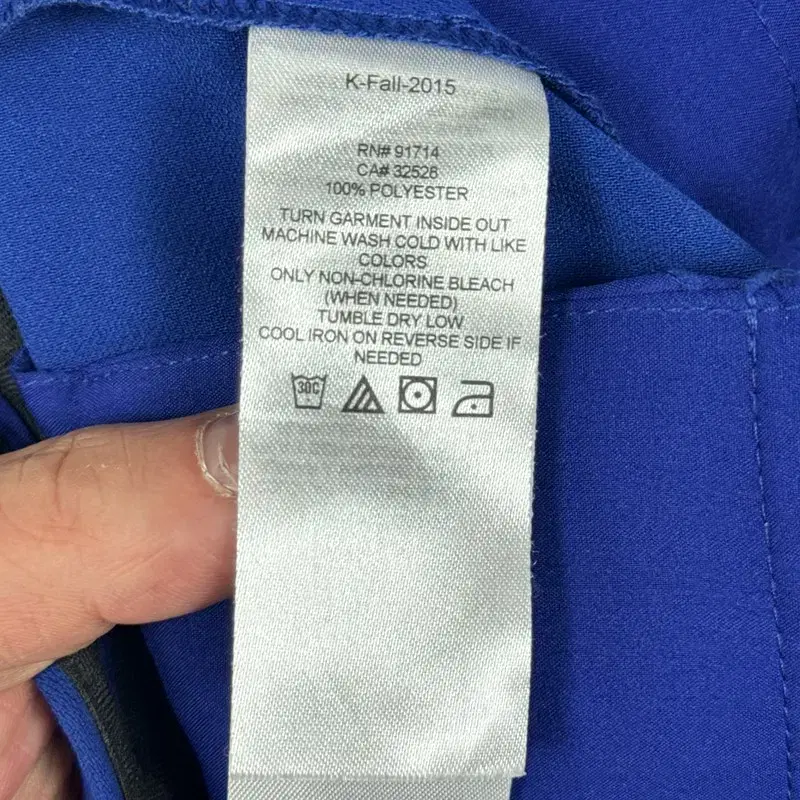 K-Fall-2015
RN# 91714
CA# 32526
100% POLYESTER
TURN GARMENT INSIDE OUT
MACHINE WASH COLD WITH LIKE
COLORS
ONLY NON-CHLORINE BLEACH
(WHEN NEEDED)
TUMBLE DRY LOW
COOL IRON ON REVERSE SIDE IF
NEEDED
30C